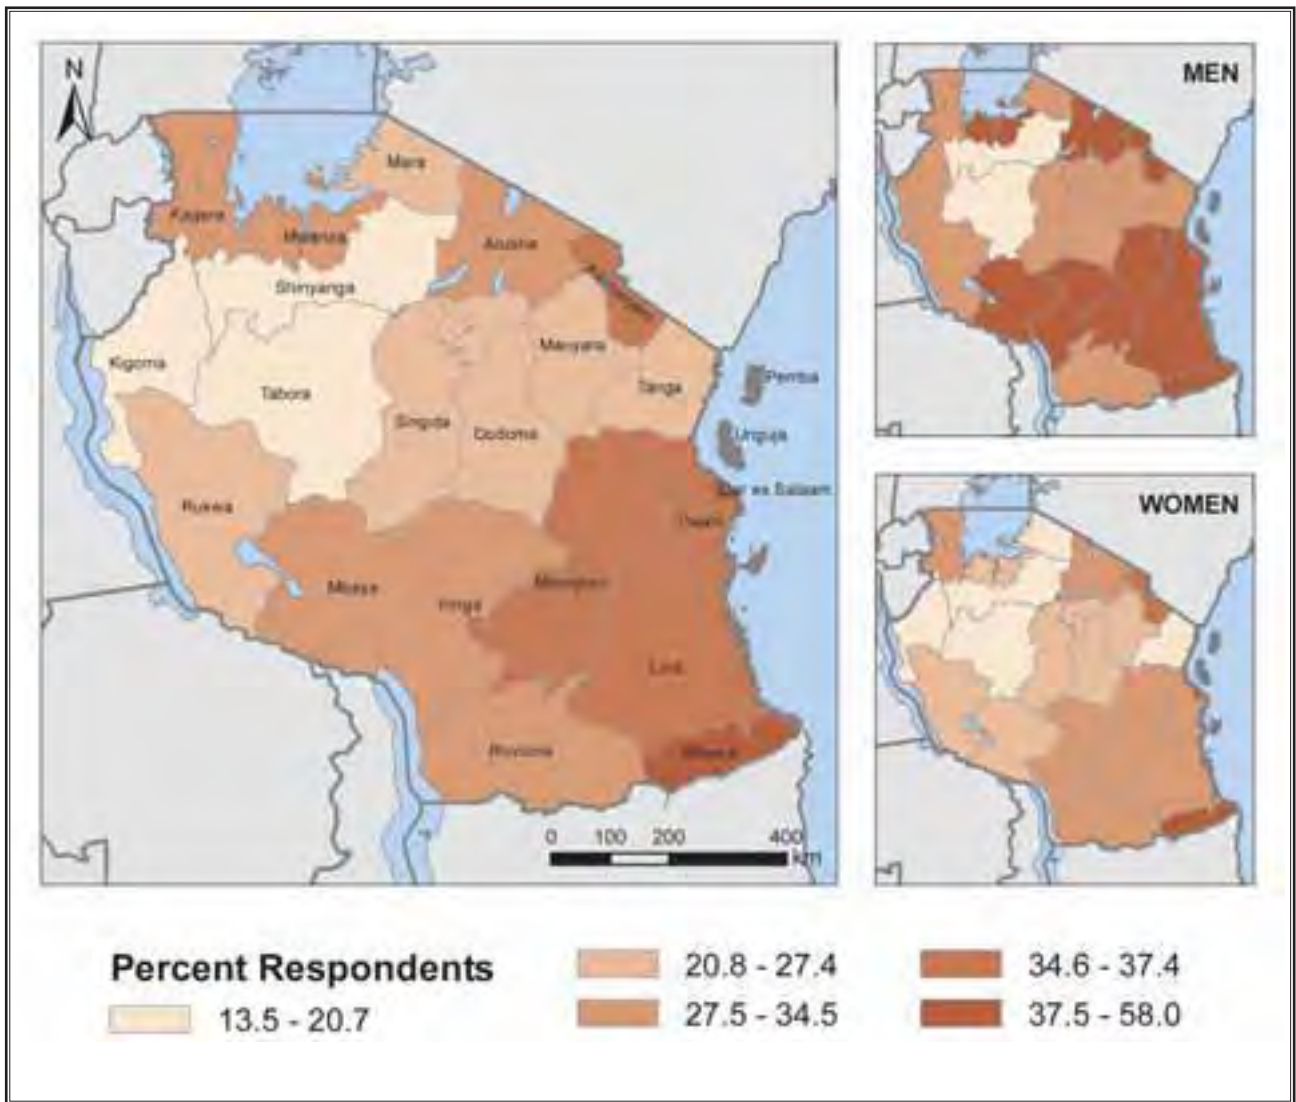 N
MEN
Mara
Kagera
Mwanza
Arusha
Shinyanga
Kigoma
Manyara
Tabora
Tanga
Pemba
Singida
Dodoma
Unguja
WOMEN
Dar es Salaam
Rukwa
Pwani
Mbeya
Iringa
Morogoro
Lindi
Ruvuma
Mtwara
0 100 200 400
km
Percent Respondents
13.5 - 20.7
20.8 - 27.4
27.5 - 34.5
34.6 - 37.4
37.5 - 58.0